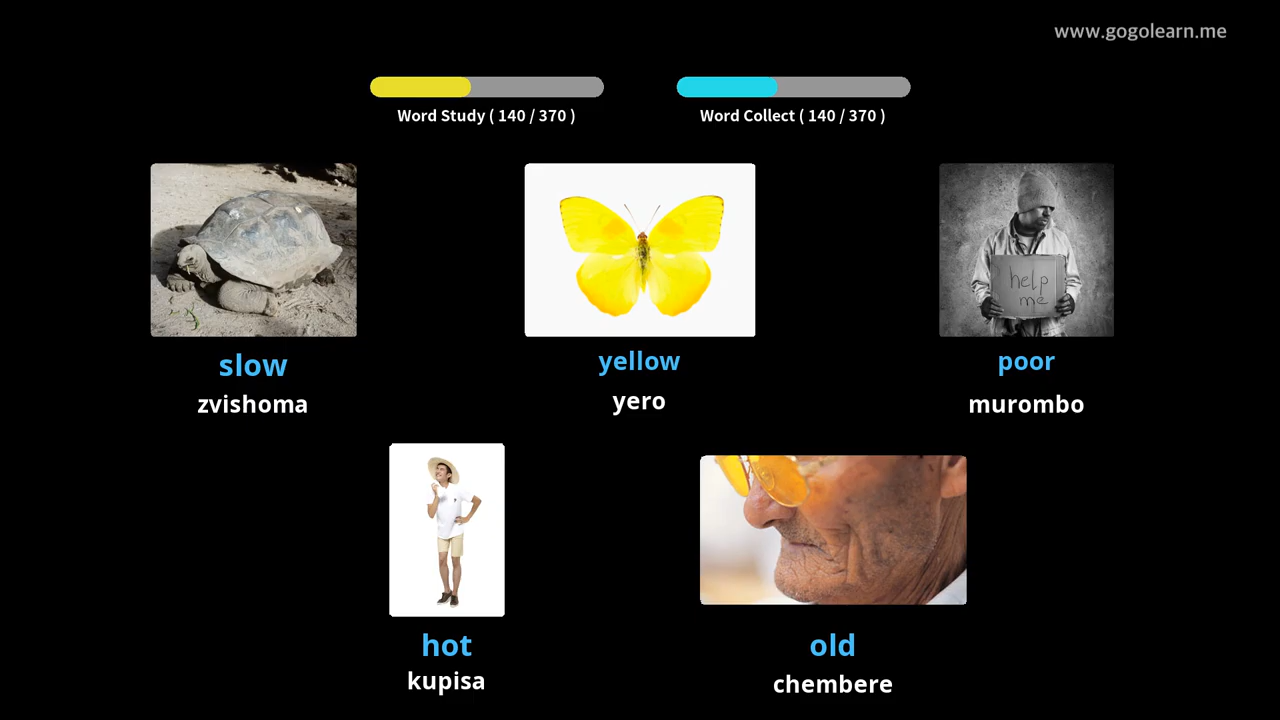 www.gogolearn.me
Word Study ( 140 / 370 )
Word Collect ( 140 / 370 )
help
me
slow
zvishoma
yellow
yero
poor
murombo
hot
kupisa
old
chembere